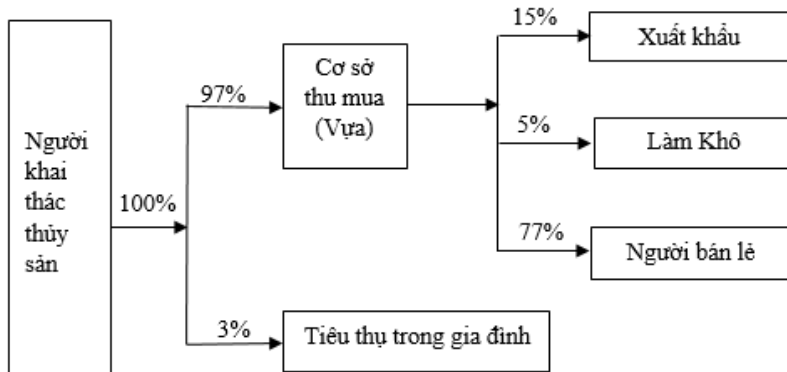 Người
khai
thác
thủy
sản
100%
97%
Cơ sở
thu mua
(Vựa)
15%
Xuất khẩu
5%
Làm Khô
77%
Người bán lẻ
3%
Tiêu thụ trong gia đình